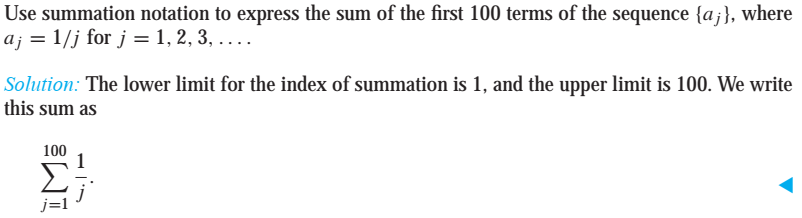 Use summation notation to express the sum of the first 100 terms of the sequence {a_j}, where
a_j = 1/j for j = 1, 2, 3, . . . .
Solution: The lower limit for the index of summation is 1, and the upper limit is 100. We write
this sum as
100
∑ 1/j.
j=1